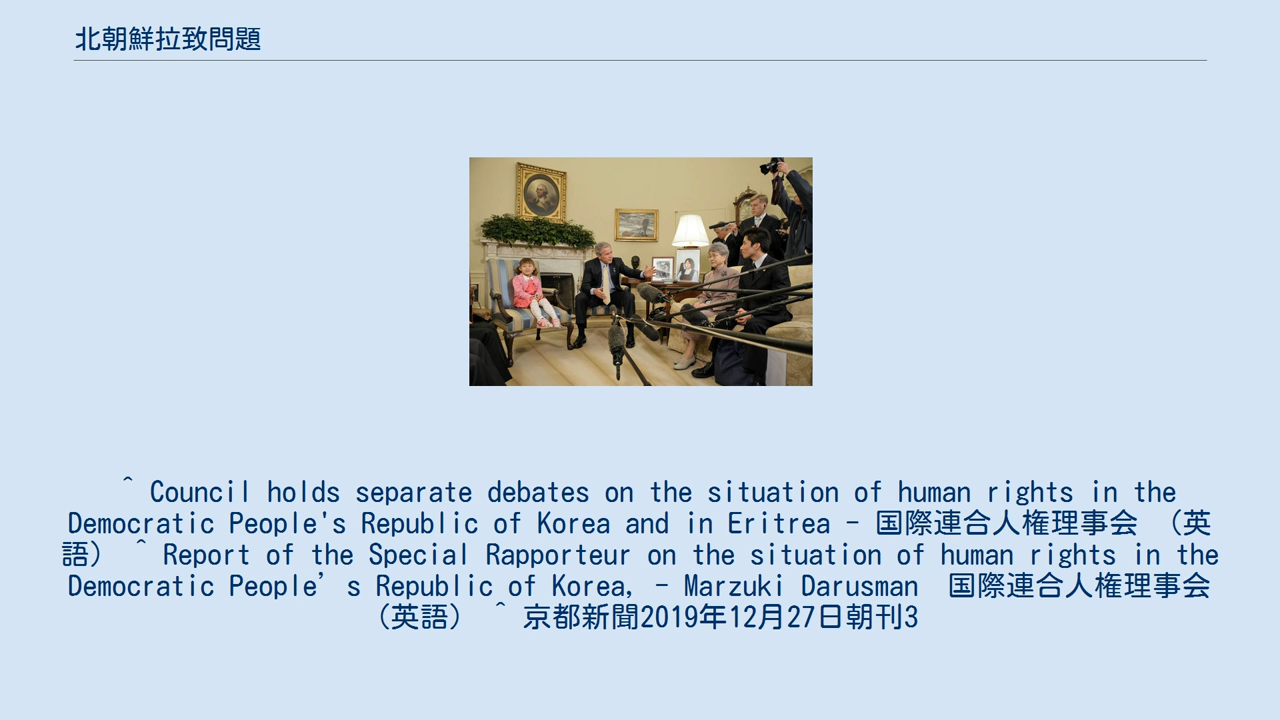 北朝鮮拉致問題
^ Council holds separate debates on the situation of human rights in the
Democratic People's Republic of Korea and in Eritrea - 国際連合人権理事会 （英
語） ^ Report of the Special Rapporteur on the situation of human rights in the
Democratic People’s Republic of Korea, - Marzuki Darusman　国際連合人権理事会
（英語） ^ 京都新聞2019年12月27日朝刊3